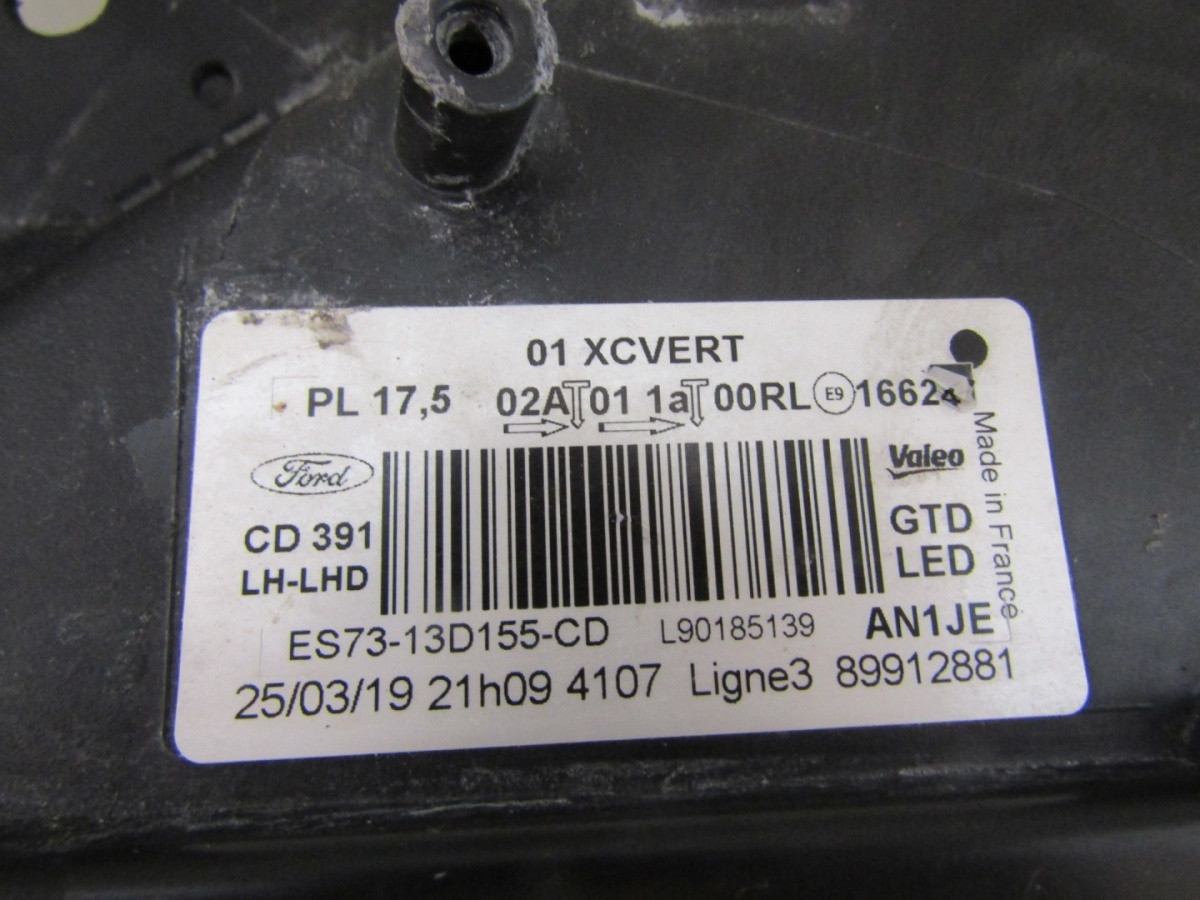 01 XCVERT
PL 17,5 02A 01 1a 00RL E9
Ford
Valeo
CD 391
GTD
LH-LHD
LED
Made in France
ES73-13D155-CD L90185139 AN1JE
25/03/19 21h09 4107 Ligne3 89912881